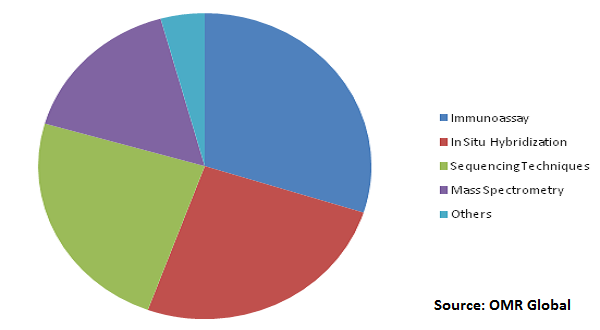 Immunoassay
In Situ Hybridization
Sequencing Techniques
Mass Spectrometry
Others
Source: OMR Global